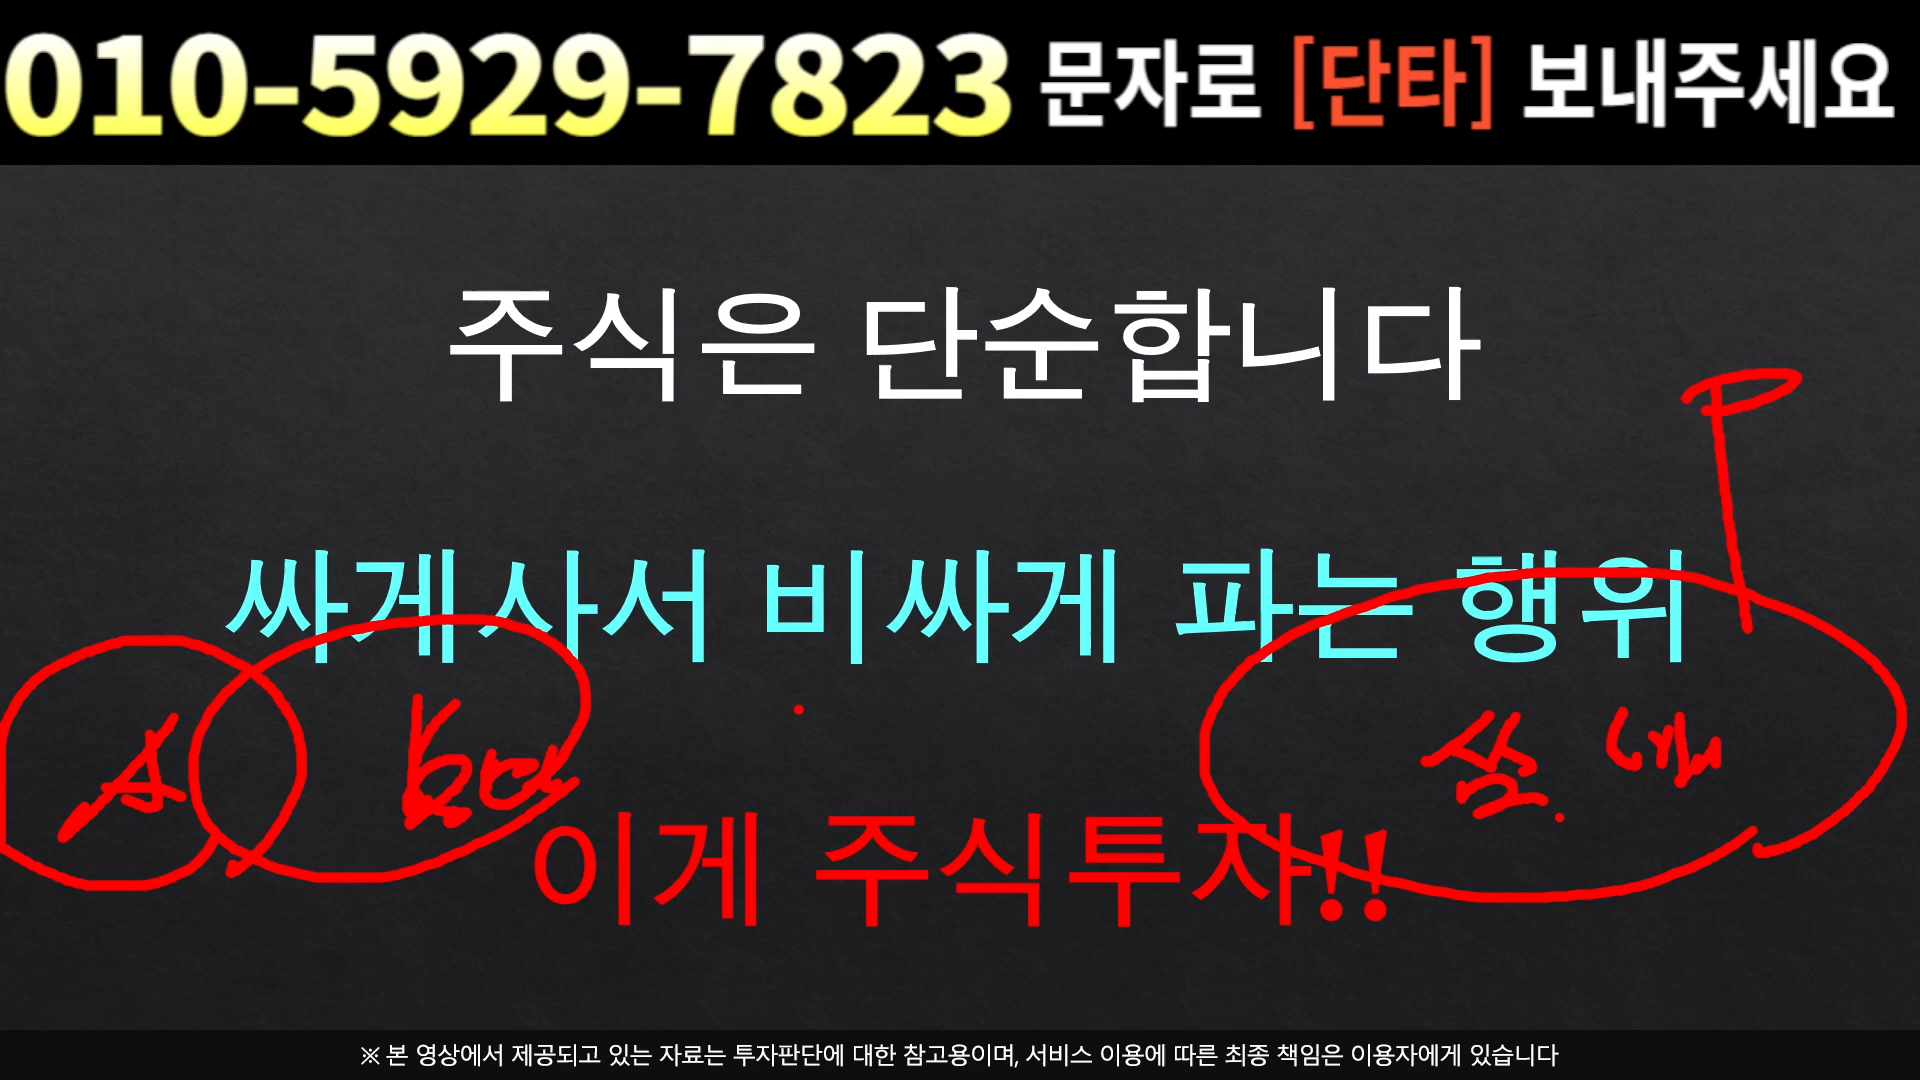 010-5929-7823 문자로 [단타] 보내주세요
주식은 단순합니다
싸게사서 비싸게 파는 행위
이게 주식투자!!
※ 본 영상에서 제공되고 있는 자료는 투자판단에 대한 참고용이며, 서비스 이용에 따른 최종 책임은 이용자에게 있습니다